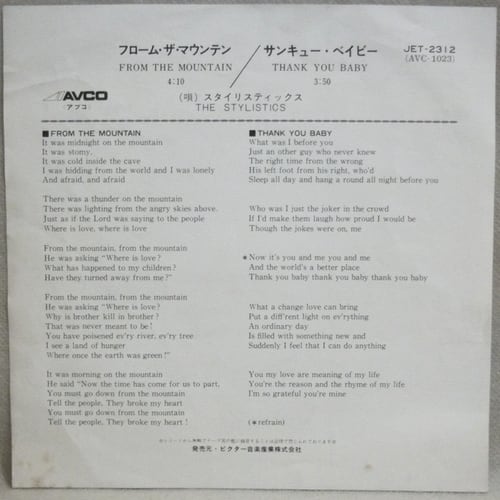 フローム・ザ・マウンテン / サンキュー・ベイビー JET-2312
FROM THE MOUNTAIN THANK YOU BABY (AVC-1023)
4:10 3:50
AVCO (唄) スタイリスティックス
(アブコ) THE STYLISTICS
■FROM THE MOUNTAIN
It was midnight on the mountain
It was stomy,
It was cold inside the cave
I was hidding from the world and I was lonely
And afraid, and afraid
There was a thunder on the mountain
There was lighting from the angry skies above.
Just as if the Lord was saying to the people
Where is love, where is love
From the mountain, from the mountain
He was asking "Where is love?
What has happened to my children?
Have they turned away from me?"
From the mountain, from the mountain.
He was asking "Where is love?
Why is brother kill in brother?
That was never meant to be!
You have poisened ev'ry river, ev'ry tree
I see a land of hunger
Where once the earth was green!"
It was morning on the mountain
He said "Now the time has come for us to part.
You must go down from the mountain
Tell the people, They broke my heart
You must go down from the mountain
Tell the people, They broke my heart!
■THANK YOU BABY
What was I before you
Just an other guy who never knew
The right time from the wrong
His left foot from his right, who'd
Sleep all day and hang a round all night before you
Who was I just the joker in the crowd
If I'd make them laugh how proud I would be
Though the jokes were on, me
*Now it's you and me you and me
And the world's a better place
Thank you baby thank you baby thank you baby
What a change love can bring
Put a diff'rent light on ev'rything
An ordinary day
Is filled with something new and
Suddenly I feel that I can do anything
You my love are meaning of my life
You're the reason and the rhyme of my life
I'm so grateful you're mine
(*refrain)
発売元・ビクター音楽産業株式会社